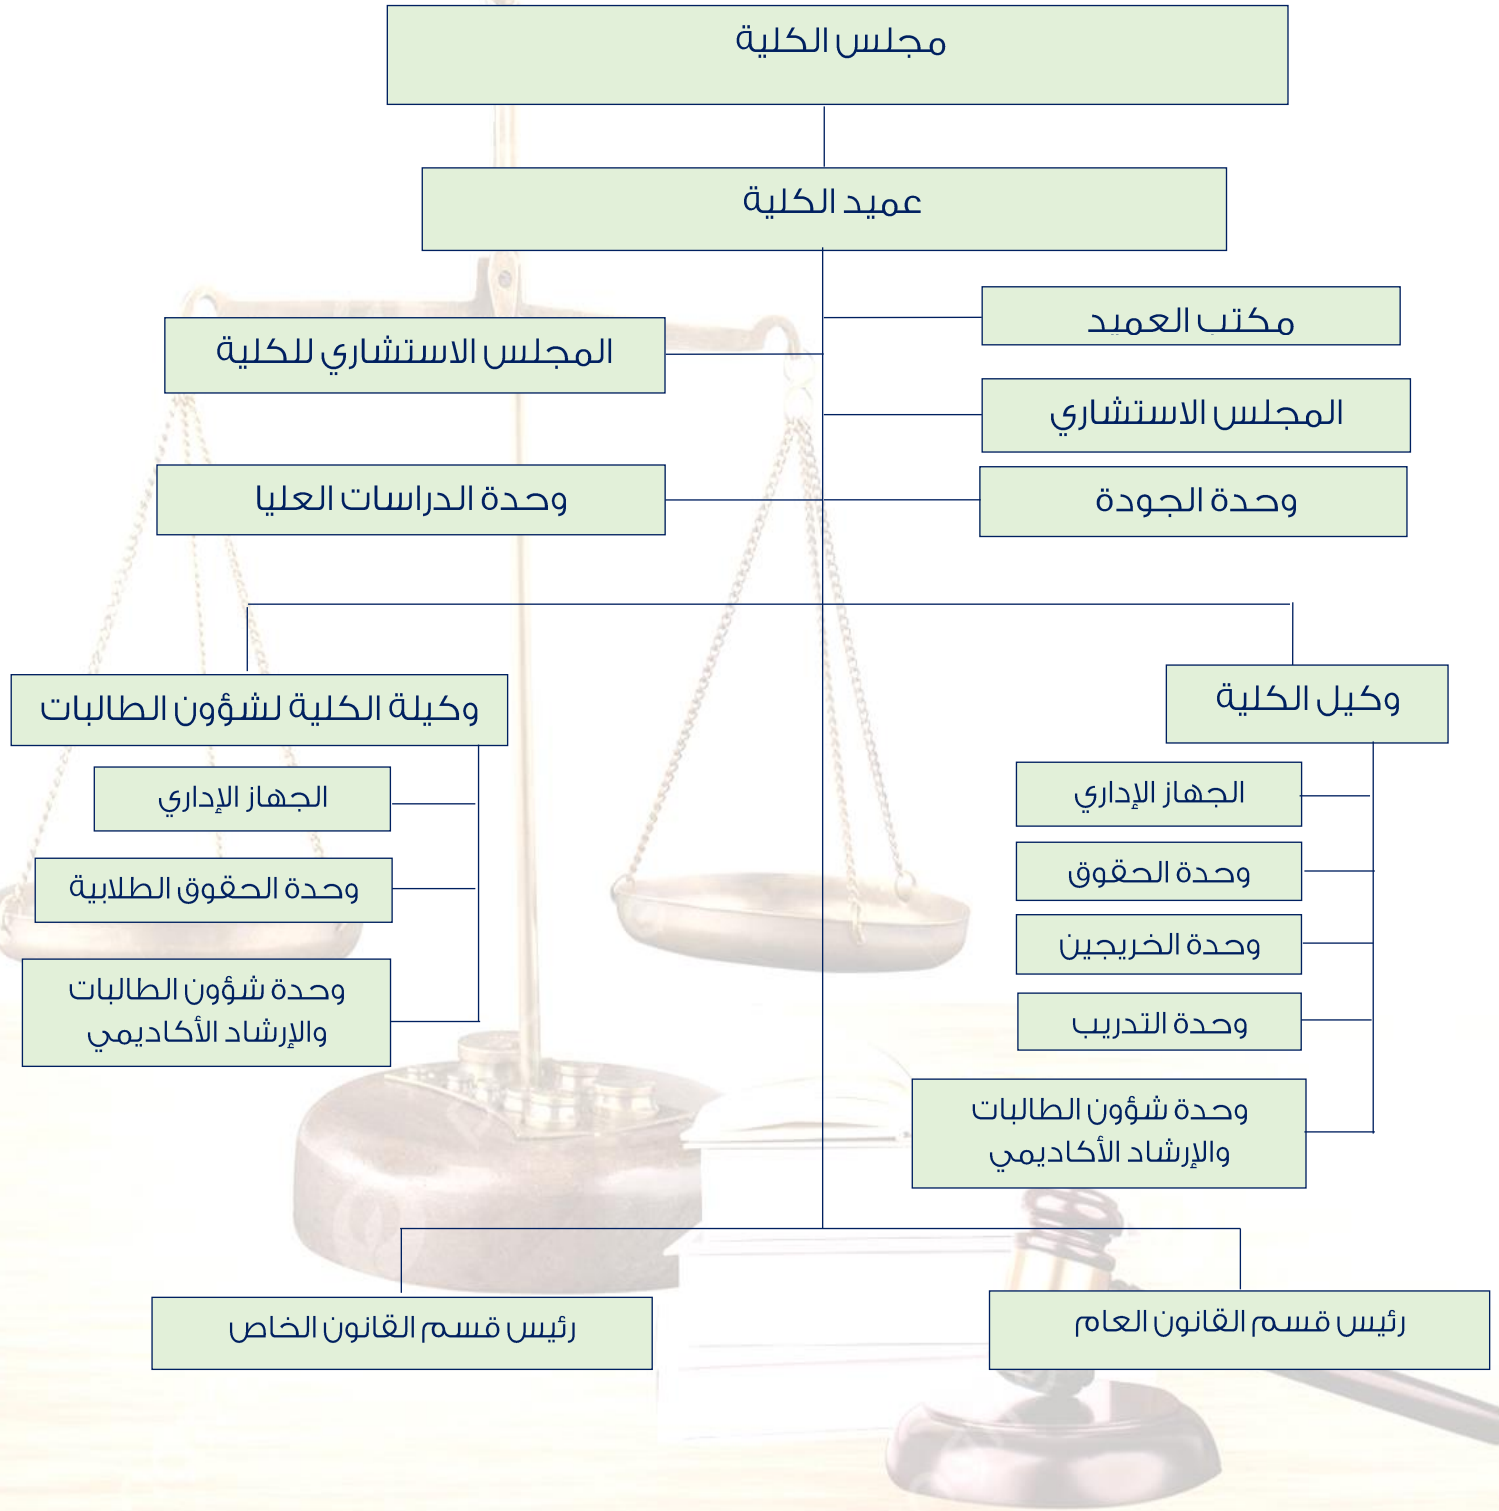 مجلس الكلية
عميد الكلية
مكتب العميد
المجلس الاستشاري للكلية
المجلس الاستشاري
وحدة الجودة
وحدة الدراسات العليا
وكيل الكلية
الجهاز الإداري
وحدة الحقوق
وحدة الخريجين
وحدة التدريب
وحدة شؤون الطالبات
والإرشاد الأكاديمي
وكيلة الكلية لشؤون الطالبات
الجهاز الإداري
وحدة الحقوق الطلابية
وحدة شؤون الطالبات
والإرشاد الأكاديمي
رئيس قسم القانون العام
رئيس قسم القانون الخاص